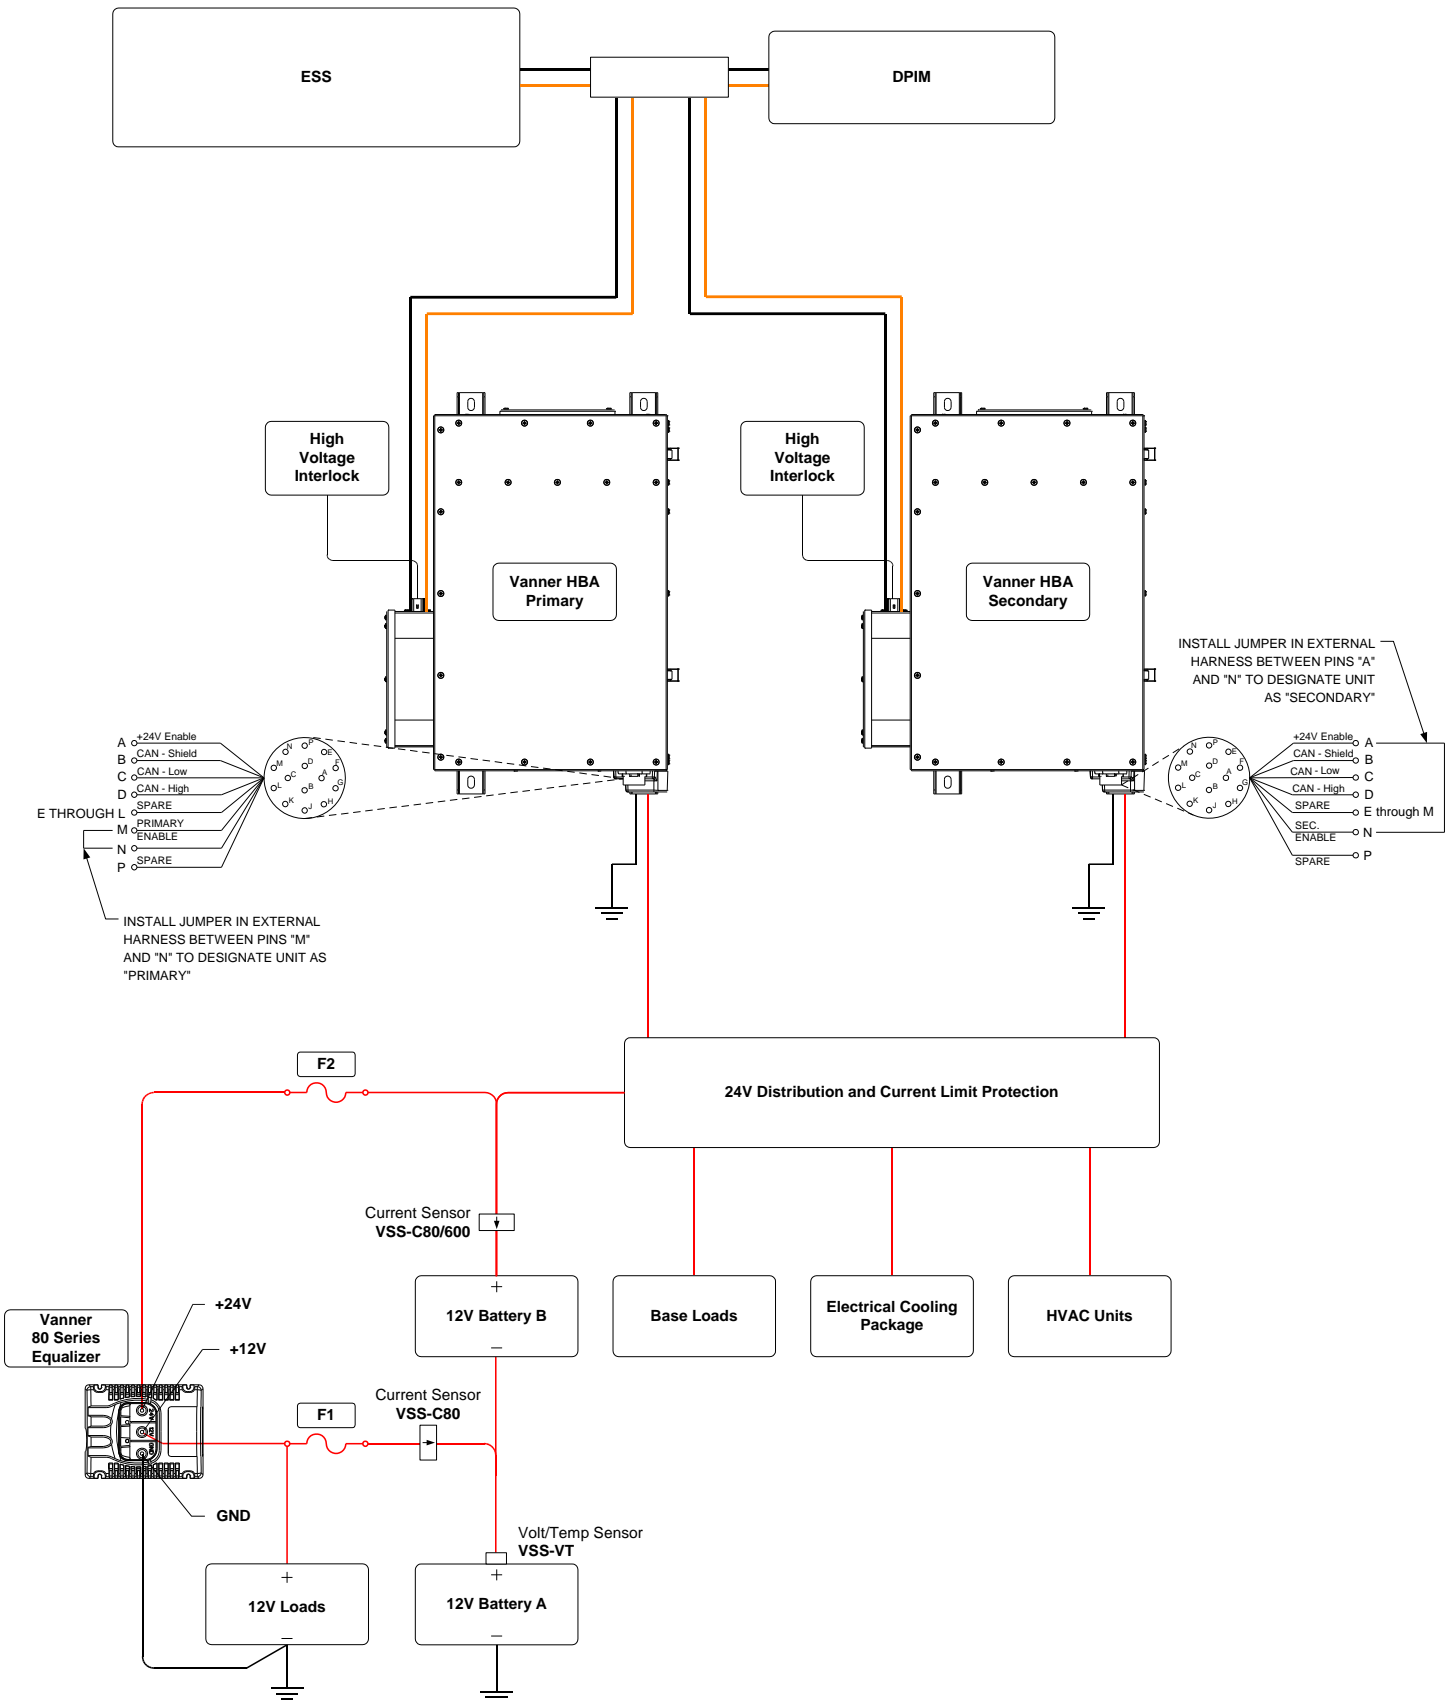 ESS
DPIM
High
Voltage
Interlock
High
Voltage
Interlock
Vanner HBA
Primary
Vanner HBA
Secondary
INSTALL JUMPER IN EXTERNAL
HARNESS BETWEEN PINS "A"
AND "N" TO DESIGNATE UNIT
AS "SECONDARY"
A +24V Enable
B CAN - Shield
C CAN - Low
D CAN - High
E THROUGH L SPARE
M PRIMARY
ENABLE
N
P SPARE
N P E
M D F
C A G
L B H
K J
N P E
M D F
C A G
L B H
K J
+24V Enable A
CAN - Shield B
CAN - Low C
CAN - High D
SPARE E through M
SEC.
ENABLE N
SPARE P
INSTALL JUMPER IN EXTERNAL
HARNESS BETWEEN PINS "M"
AND "N" TO DESIGNATE UNIT AS
"PRIMARY"
F2
24V Distribution and Current Limit Protection
Current Sensor
VSS-C80/600
+
12V Battery B
–
Base Loads
Electrical Cooling
Package
HVAC Units
Vanner
80 Series
Equalizer
+24V
+12V
24V
12V
GND
F1
Current Sensor
VSS-C80
GND
Volt/Temp Sensor
VSS-VT
+
12V Loads
–
+
12V Battery A
–